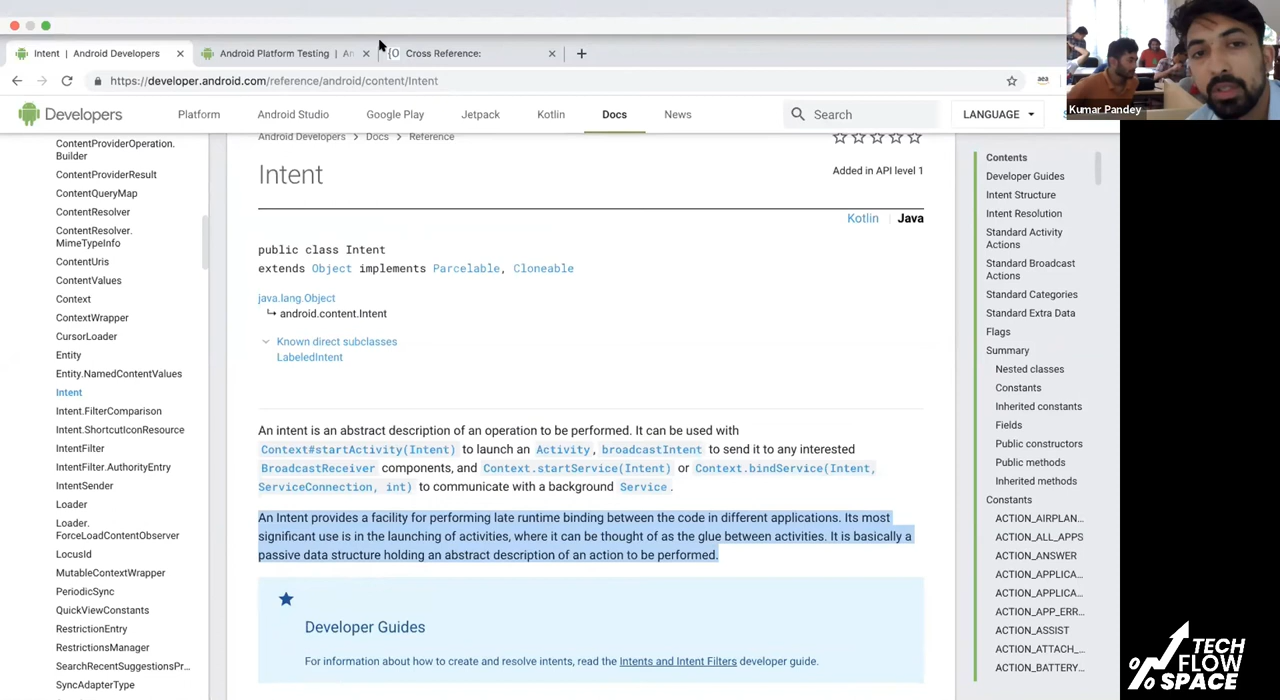 Intent | Android Developers
Android Platform Testing | An
Cross Reference:
https://developer.android.com/reference/android/content/Intent
aea
Kumar Pandey
Developers
Platform
Android Studio
Google Play
Jetpack
Kotlin
Docs
News
Search
LANGUAGE
ContentProviderOperation.
Builder
ContentProviderResult
ContentQueryMap
ContentResolver
ContentResolver.
MimeTypeInfo
ContentUris
ContentValues
Context
ContextWrapper
CursorLoader
Entity
Entity.NamedContentValues
Intent
Intent.FilterComparison
Intent.ShortcutIconResource
IntentFilter
IntentFilter.AuthorityEntry
IntentSender
Loader
Loader.
ForceLoadContentObserver
LocusId
MutableContextWrapper
PeriodicSync
QuickViewConstants
RestrictionEntry
RestrictionsManager
SearchRecentSuggestionsPr...
SyncAdapterType
Android Developers > Docs > Reference
Intent
Added in API level 1
Kotlin | Java
public class Intent
extends Object implements Parcelable, Cloneable
java.lang.Object
↳ android.content.Intent
Known direct subclasses
LabeledIntent
An intent is an abstract description of an operation to be performed. It can be used with
Context#startActivity(Intent) to launch an Activity, broadcastIntent to send it to any interested
BroadcastReceiver components, and Context.startService(Intent) or Context.bindService(Intent,
ServiceConnection, int) to communicate with a background Service.
An Intent provides a facility for performing late runtime binding between the code in different applications. Its most
significant use is in the launching of activities, where it can be thought of as the glue between activities. It is basically a
passive data structure holding an abstract description of an action to be performed.
Developer Guides
For information about how to create and resolve intents, read the Intents and Intent Filters developer guide.
Contents
Developer Guides
Intent Structure
Intent Resolution
Standard Activity
Actions
Standard Broadcast
Actions
Standard Categories
Standard Extra Data
Flags
Summary
Nested classes
Constants
Inherited constants
Fields
Public constructors
Public methods
Inherited methods
Constants
ACTION_AIRPLAN...
ACTION_ALL_APPS
ACTION_ANSWER
ACTION_APPLICA...
ACTION_APPLICA...
ACTION_APP_ERR...
ACTION_ASSIST
ACTION_ATTACH_...
ACTION_BATTERY...
TECH
FLOW
SPACE